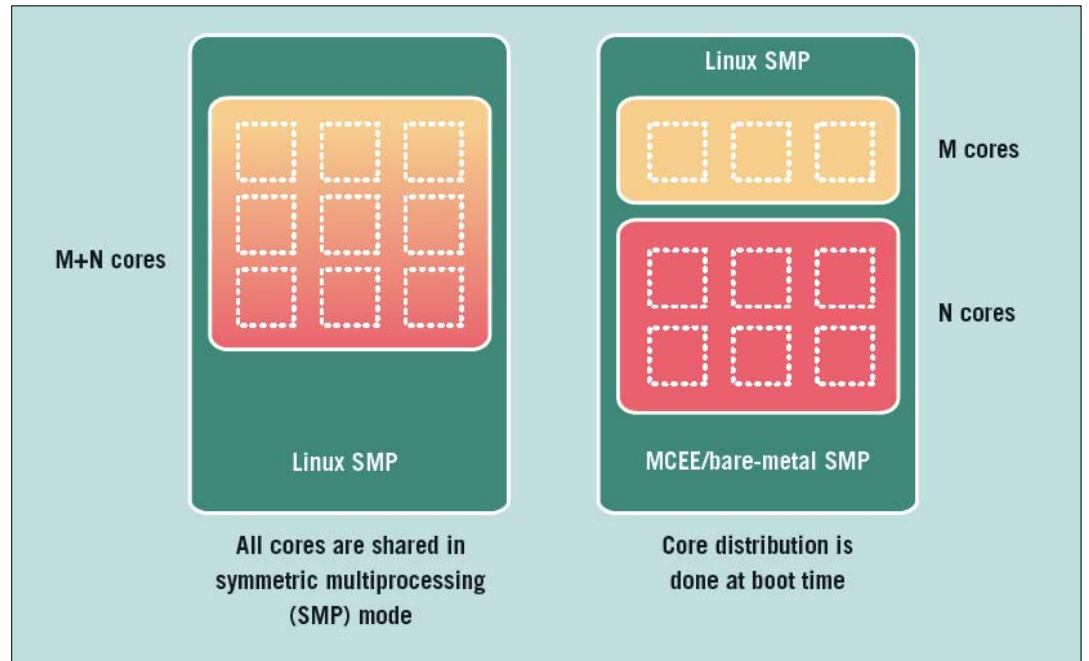 M+N cores
Linux SMP
All cores are shared in
symmetric multiprocessing
(SMP) mode
Linux SMP
M cores
N cores
MCEE/bare-metal SMP
Core distribution is
done at boot time